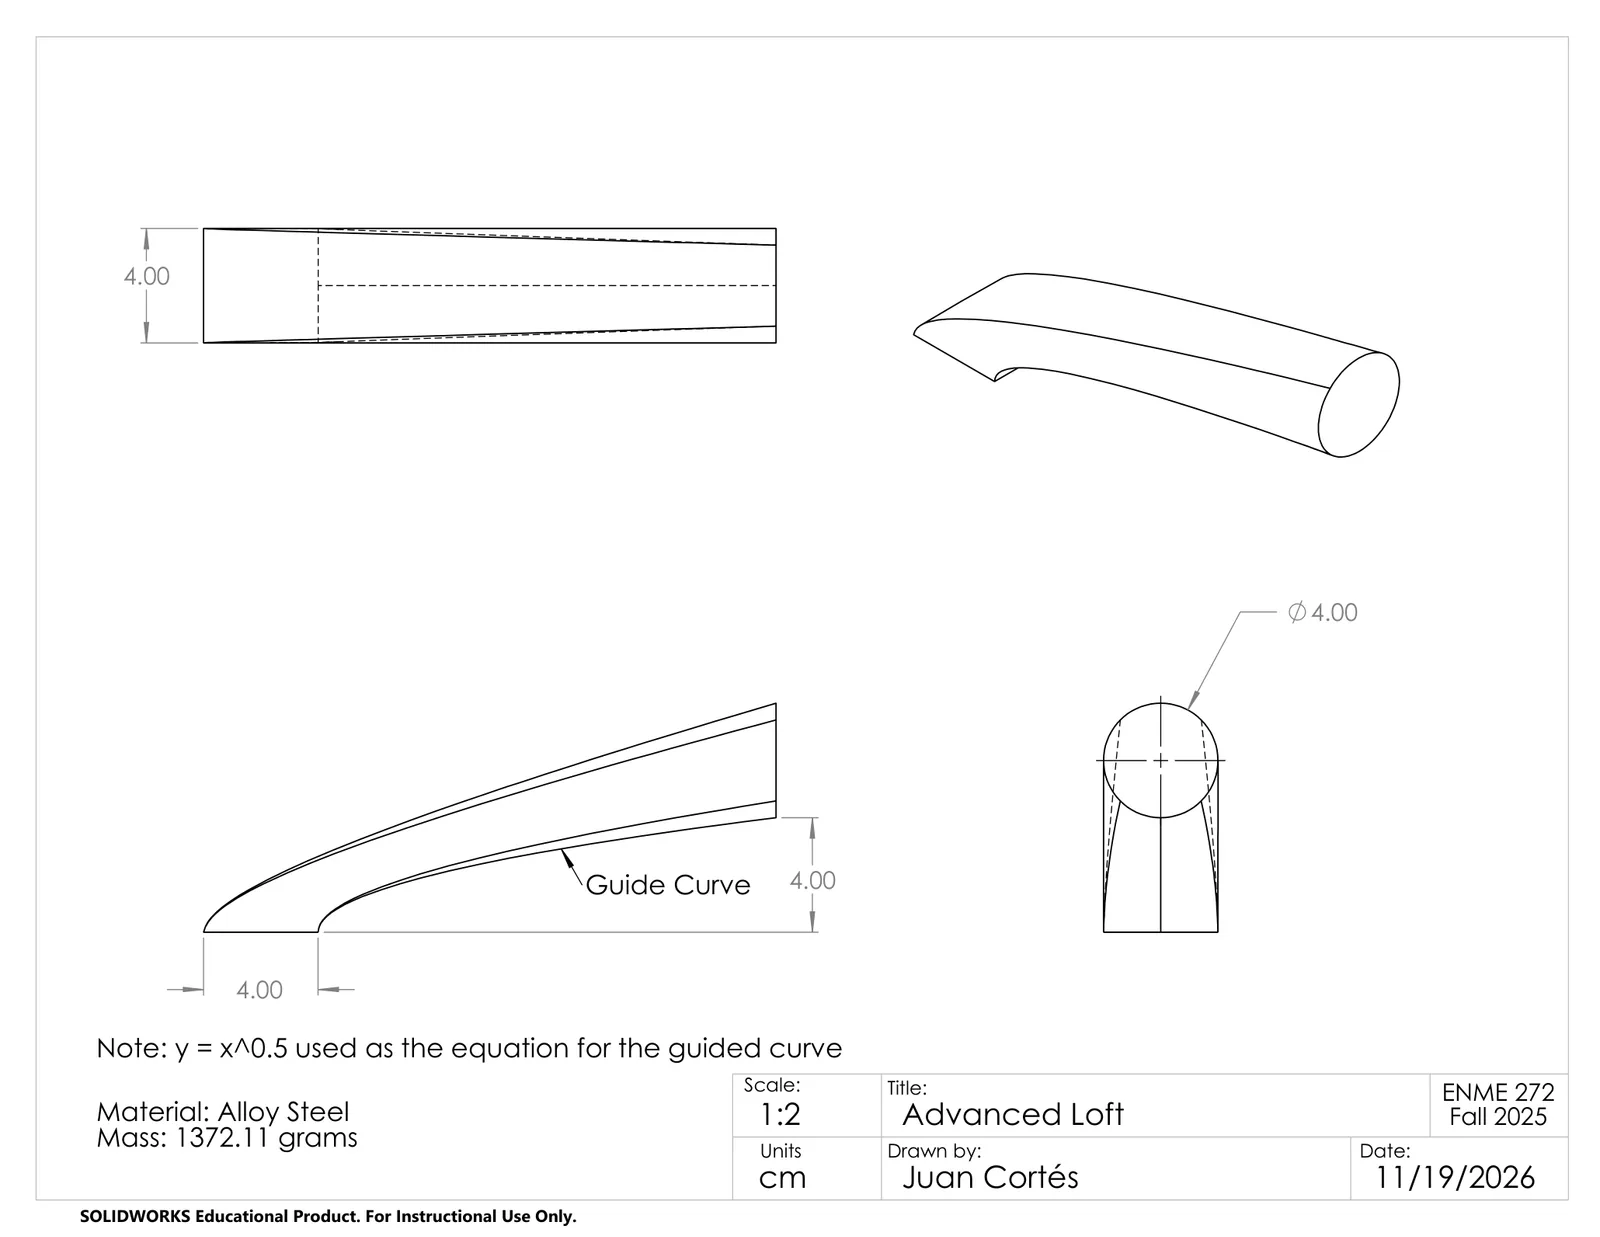 4.00
⌀4.00
Guide Curve
4.00
4.00
Note: y = x^0.5 used as the equation for the guided curve
Material: Alloy Steel
Mass: 1372.11 grams
Scale:
1:2
Title:
Advanced Loft
ENME 272
Fall 2025
Units
cm
Drawn by:
Juan Cortés
Date:
11/19/2026
SOLIDWORKS Educational Product. For Instructional Use Only.